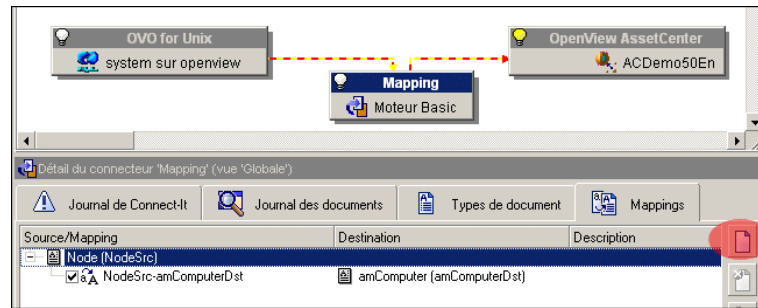 OVO for Unix
system sur openview
OpenView AssetCenter
ACDemo50En
Mapping
Moteur Basic
Détail du connecteur 'Mapping' (vue 'Globale')
Journal de Connect-It
Journal des documents
Types de document
Mappings
Source/Mapping Destination Description
Node (NodeSrc)
NodeSrc-amComputerDst amComputer (amComputerDst)